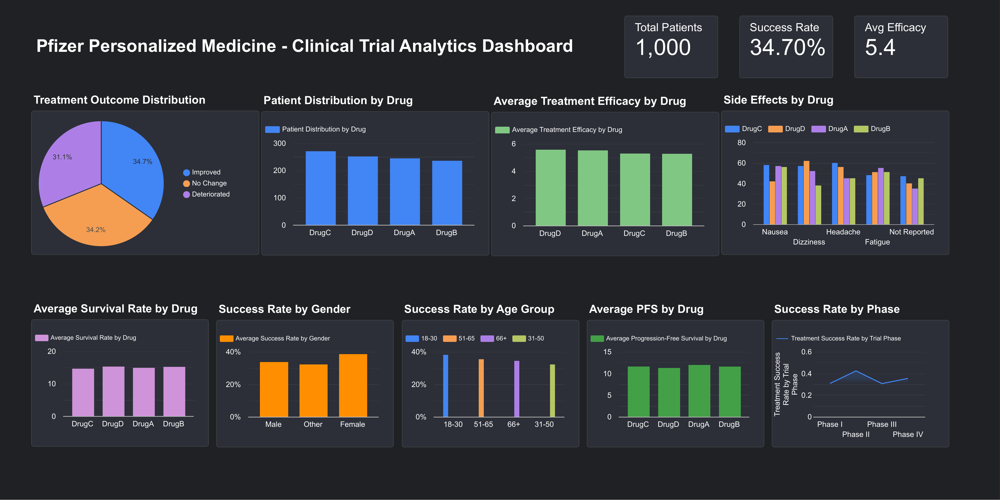 Pfizer Personalized Medicine - Clinical Trial Analytics Dashboard
Total Patients
1,000
Success Rate
34.70%
Avg Efficacy
5.4
Treatment Outcome Distribution
31.1%
34.7%
34.2%
Improved
No Change
Deteriorated
Patient Distribution by Drug
Patient Distribution by Drug
300
200
100
0
DrugC DrugD DrugA DrugB
Average Treatment Efficacy by Drug
Average Treatment Efficacy by Drug
6
4
2
0
DrugD DrugA DrugC DrugB
Side Effects by Drug
DrugC DrugD DrugA DrugB
80
60
40
20
0
Nausea Headache Not Reported
Dizziness Fatigue
Average Survival Rate by Drug
Average Survival Rate by Drug
20
10
0
DrugC DrugD DrugA DrugB
Success Rate by Gender
Average Success Rate by Gender
40%
20%
0%
Male Other Female
Success Rate by Age Group
18-30 51-65 66+ 31-50
40%
20%
0%
18-30 51-65 66+ 31-50
Average PFS by Drug
Average Progression-Free Survival by Drug
15
10
5
0
DrugC DrugD DrugA DrugB
Success Rate by Phase
Treatment Success Rate by Trial Phase
Treatment Success
Rate by Trial
Phase
0.6
0.4
0.2
0
Phase I Phase III
Phase II Phase IV